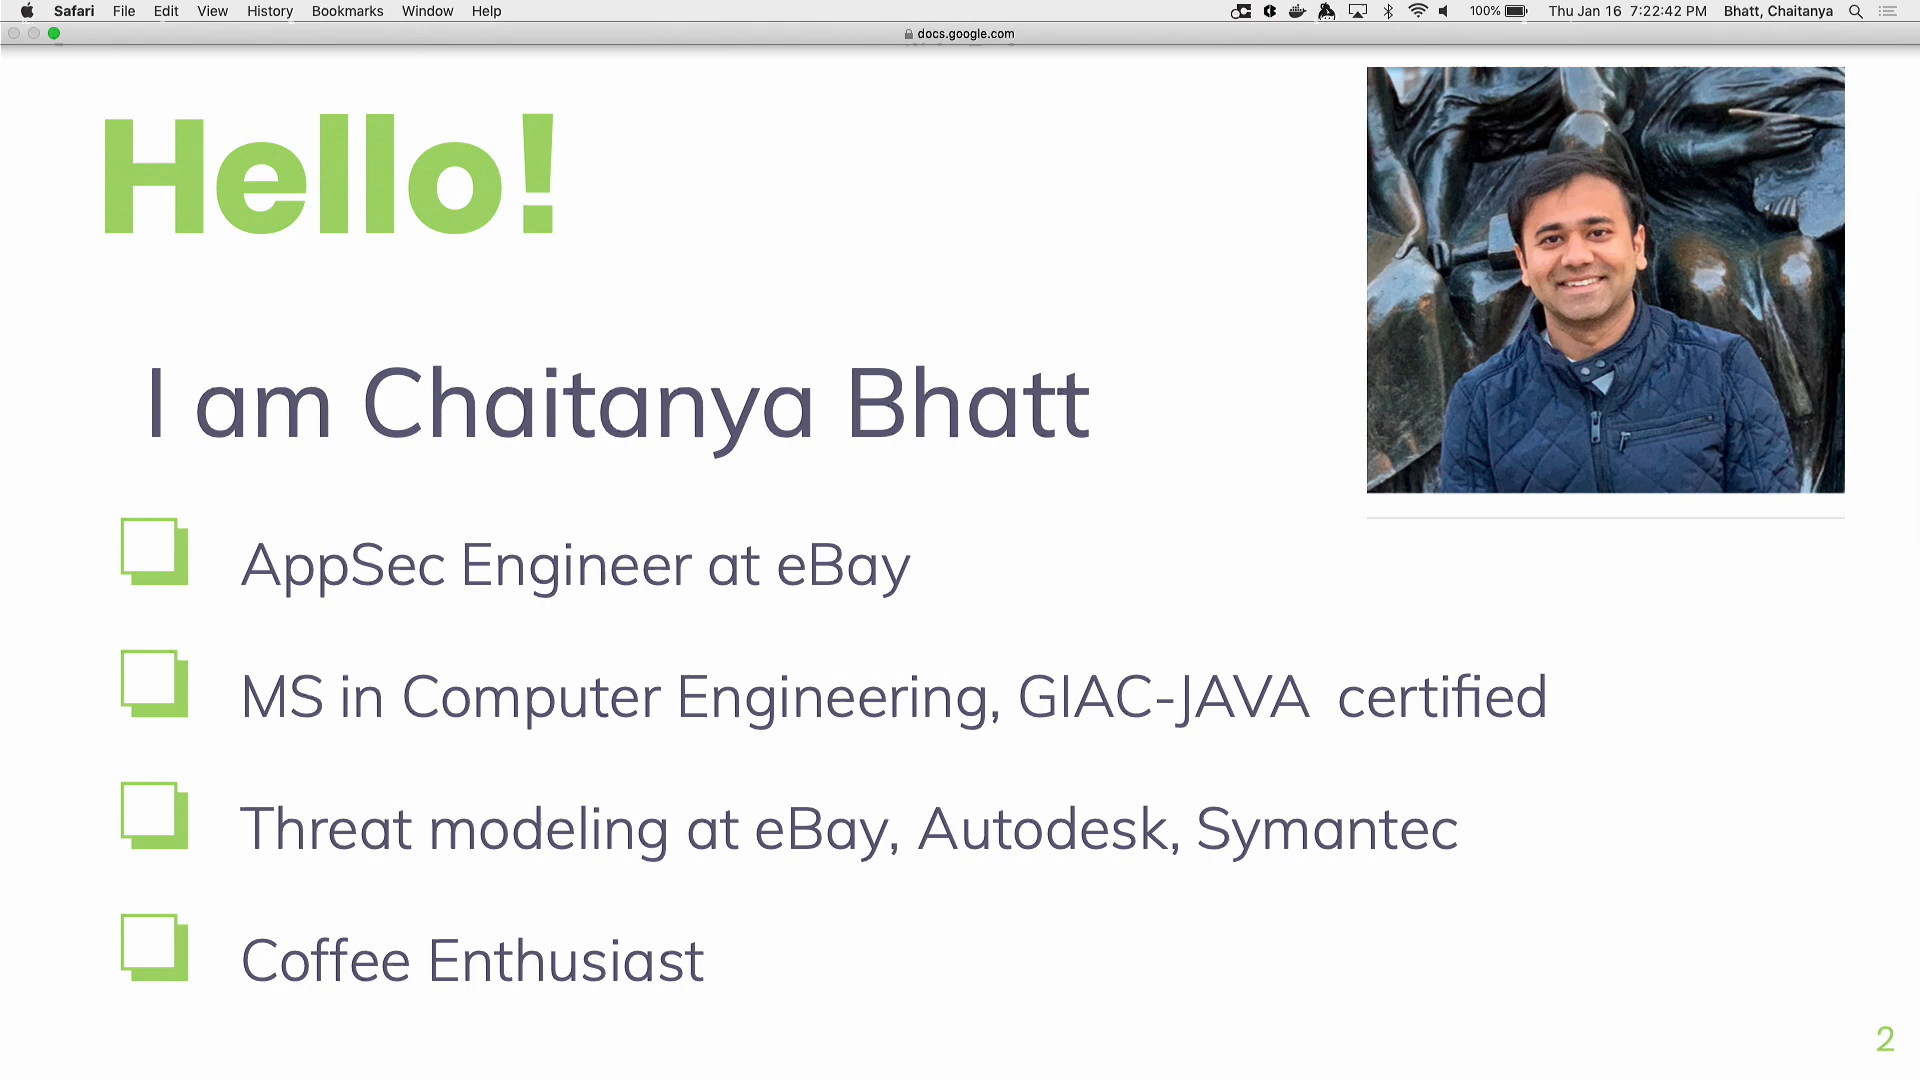 Safari File Edit View History Bookmarks Window Help 100% Thu Jan 16 7:22:42 PM Bhatt, Chaitanya
docs.google.com
Hello!
I am Chaitanya Bhatt
AppSec Engineer at eBay
MS in Computer Engineering, GIAC-JAVA certified
Threat modeling at eBay, Autodesk, Symantec
Coffee Enthusiast
2